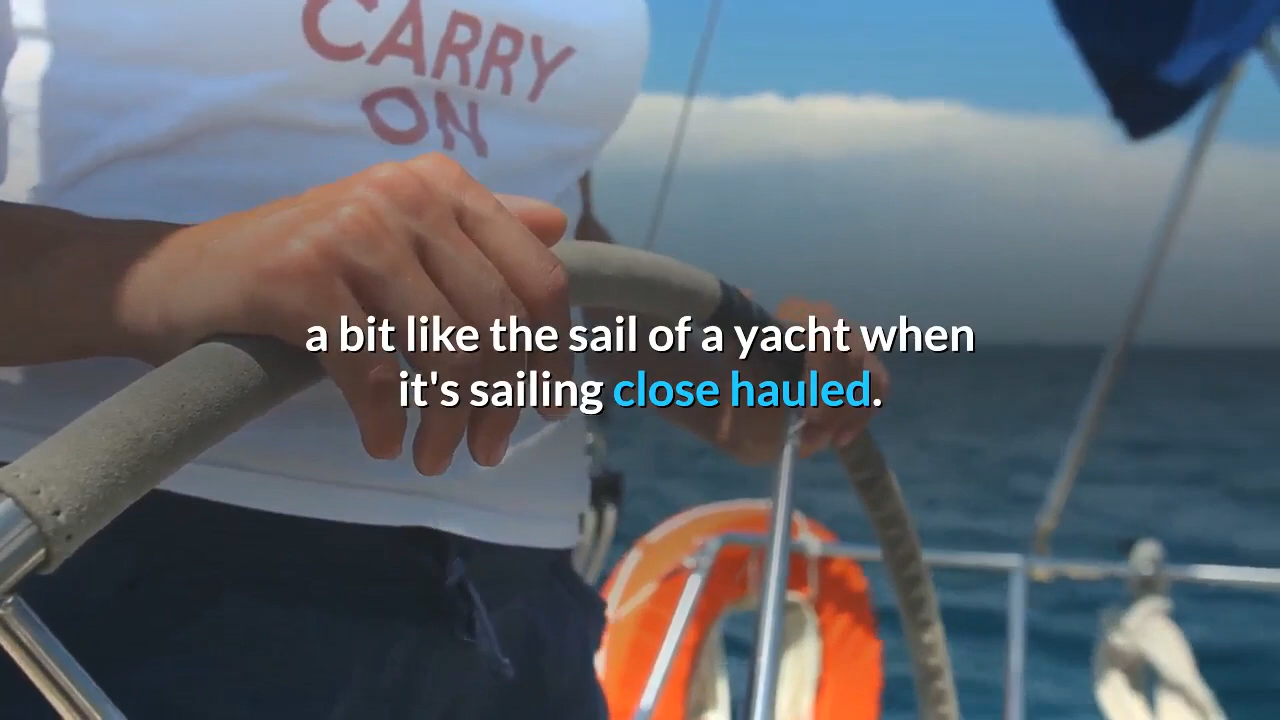 CARRY
ON
a bit like the sail of a yacht when
it's sailing close hauled.